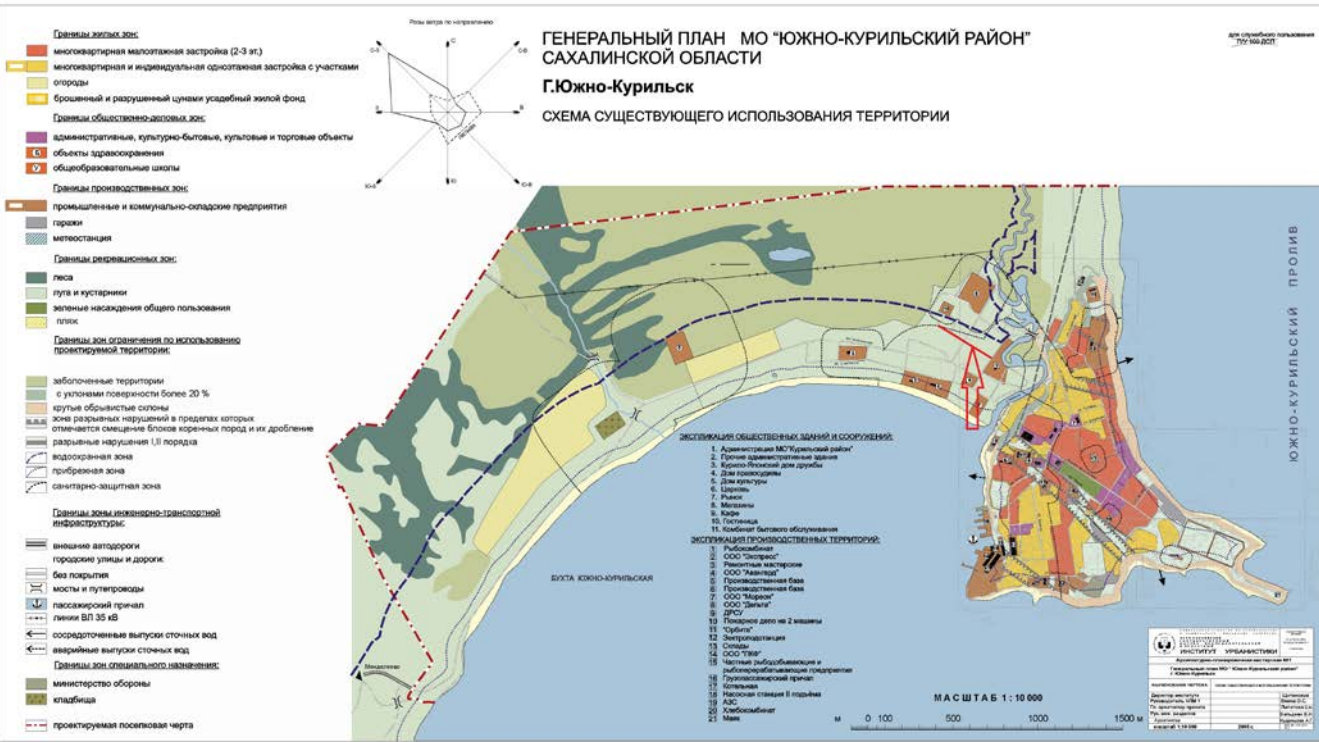 Розы ветра по направлению
С
В
З
Ю
С-В
Ю-В
ГЕНЕРАЛЬНЫЙ ПЛАН МО "ЮЖНО-КУРИЛЬСКИЙ РАЙОН"
САХАЛИНСКОЙ ОБЛАСТИ
Г.Южно-Курильск
СХЕМА СУЩЕСТВУЮЩЕГО ИСПОЛЬЗОВАНИЯ ТЕРРИТОРИИ
для служебного пользования
Границы жилых зон:
многоквартирная малоэтажная застройка (2-3 эт.)
многоквартирная и индивидуальная одноэтажная застройка с участками
огороды
брошенный и разрушенный цунами усадебный жилой фонд
Границы общественно-деловых зон:
административные, культурно-бытовые, культовые и торговые объекты
объекты здравоохранения
общеобразовательные школы
Границы производственных зон:
промышленные и коммунально-складские предприятия
гаражи
метеостанция
Границы рекреационных зон:
леса
луга и кустарники
зеленые насаждения общего пользования
пляж
Границы зон ограничения по использованию
проектируемой территории:
заболоченные территории
с уклонами поверхности более 20 %
крутые обрывистые склоны
зона разрывных нарушений в пределах которых
отмечается смещение блоков коренных пород и их дробление
разрывные нарушения I,II порядка
водоохранная зона
прибрежная зона
санитарно-защитная зона
Границы зоны инженерно-транспортной
инфраструктуры:
внешние автодороги
городские улицы и дороги:
без покрытия
мосты и путепроводы
пассажирский причал
линии ВЛ 35 кВ
сосредоточенные выпуски сточных вод
аварийные выпуски сточных вод
Границы зон специального назначения:
министерство обороны
кладбища
проектируемая поселковая черта
ЭКСПЛИКАЦИЯ ОБЩЕСТВЕННЫХ ЗДАНИЙ И СООРУЖЕНИЙ:
1. Администрация МО"Курильский район"
2. Прочие административные здания
3. Курило-Японский дом дружбы
4. Дом правосудия
5. Дом культуры
6. Церковь
7. Рынок
8. Магазины
9. Кафе
10. Гостиница
11. Комбинат бытового обслуживания
ЭКСПЛИКАЦИЯ ПРОИЗВОДСТВЕННЫХ ТЕРРИТОРИЙ:
1 Рыбокомбинат
2 ООО "Экспресс"
3 Ремонтные мастерские
4 ООО "Авангард"
5 Производственная база
6 Производственная база
7 ООО "Мореон"
8 ООО "Дельта"
9 ДРСУ
10 Пожарное депо на 2 машины
11 "Орбита"
12 Электроподстанция
13 Склады
14 ООО "ПКФ"
15 Частные рыбодобывающие и
рыбоперерабатывающие предприятия
16 Грузопассажирский причал
17 Котельная
18 Насосная станция II подъёма
19 АЗС
20 Хлебокомбинат
21 Маяк
БУХТА ЮЖНО-КУРИЛЬСКАЯ
ЮЖНО-КУРИЛЬСКИЙ ПРОЛИВ
Менделеево
МАСШТАБ 1:10 000
м 0 100 500 1000 1500 м
ИНСТИТУТ УРБАНИСТИКИ